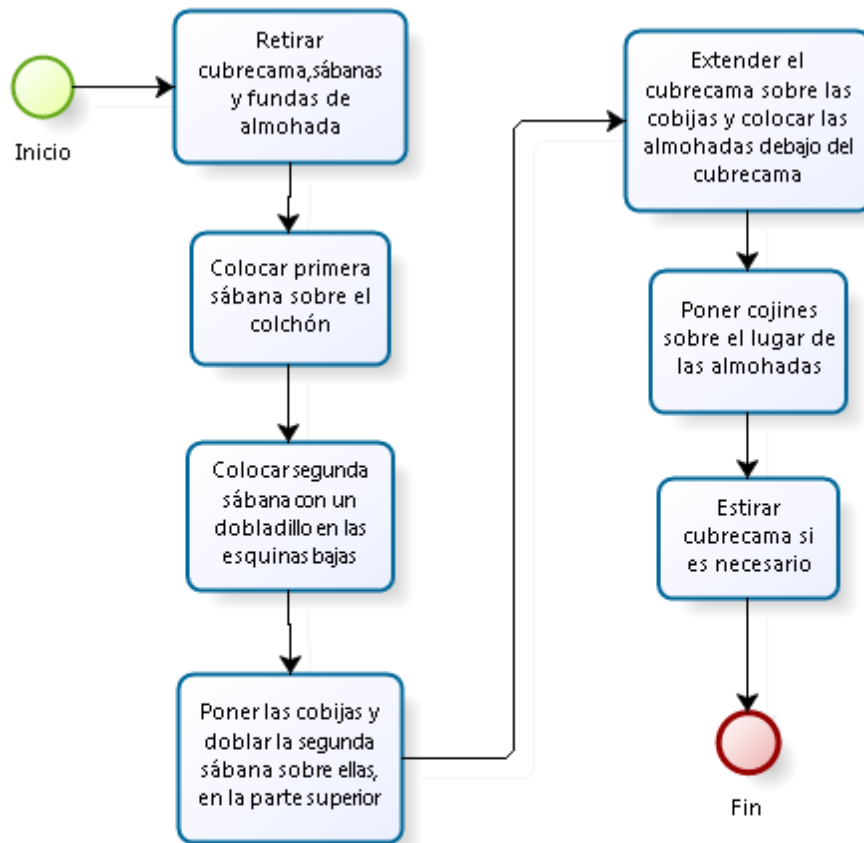 Inicio
Retirar
cubrecama,sábanas
y fundas de
almohada
Colocar primera
sábana sobre el
colchón
Colocar segunda
sábana con un
dobladillo en las
esquinas bajas
Poner las cobijas y
doblar la segunda
sábana sobre ellas,
en la parte superior
Extender el
cubrecama sobre las
cobijas y colocar las
almohadas debajo del
cubrecama
Poner cojines
sobre el lugar de
las almohadas
Estirar
cubrecama si
es necesario
Fin